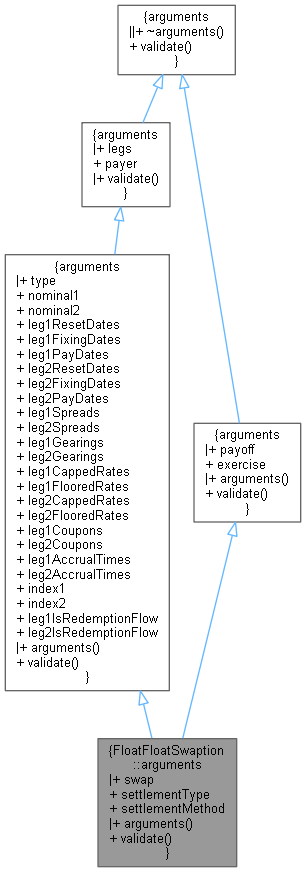 {arguments
||+ ~arguments()
+ validate()
}
{arguments
|+ legs
+ payer
|+ validate()
}
{arguments
|+ type
+ nominal1
+ nominal2
+ leg1ResetDates
+ leg1FixingDates
+ leg1PayDates
+ leg2ResetDates
+ leg2FixingDates
+ leg2PayDates
+ leg1Spreads
+ leg2Spreads
+ leg1Gearings
+ leg2Gearings
+ leg1CappedRates
+ leg1FlooredRates
+ leg2CappedRates
+ leg2FlooredRates
+ leg1Coupons
+ leg2Coupons
+ leg1AccrualTimes
+ leg2AccrualTimes
+ index1
+ index2
+ leg1IsRedemptionFlow
+ leg2IsRedemptionFlow
|+ arguments()
+ validate()
}
{arguments
|+ payoff
+ exercise
|+ arguments()
+ validate()
}
{FloatFloatSwaption
::arguments
|+ swap
+ settlementType
+ settlementMethod
|+ arguments()
+ validate()
}